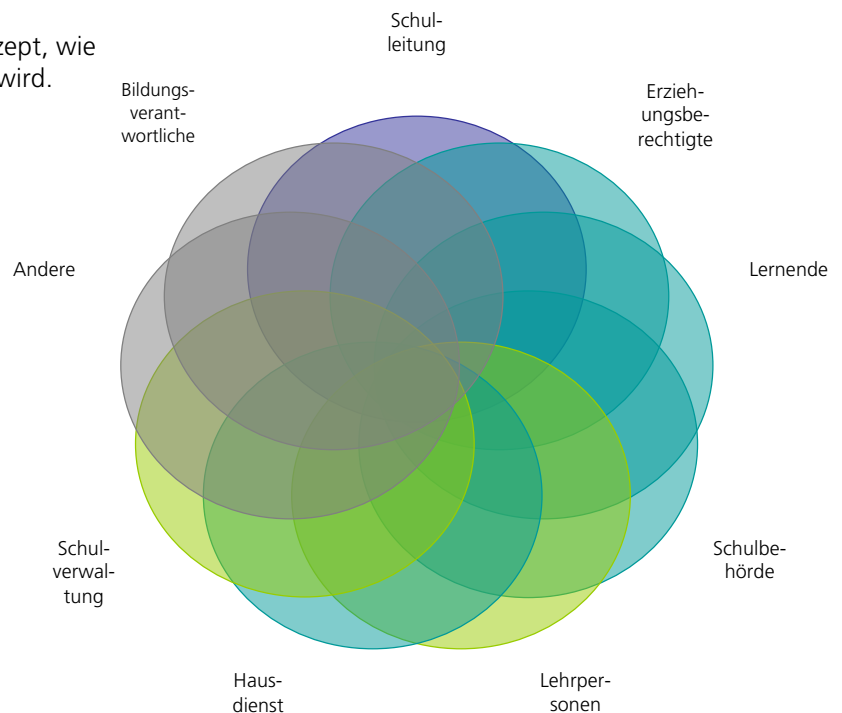 zept, wie
wird.
Schul-
leitung
Bildungs-
verant-
wortliche
Erzieh-
ungsbe-
rechtigte
Andere
Lernende
Schul-
verwal-
tung
Schulbe-
hörde
Haus-
dienst
Lehrper-
sonen